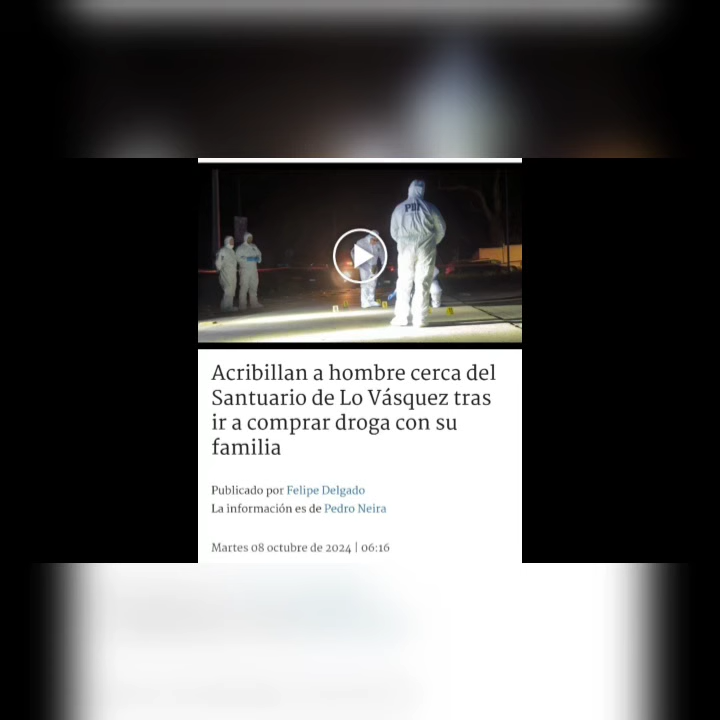 PDI
Acribillan a hombre cerca del
Santuario de Lo Vásquez tras
ir a comprar droga con su
familia
Publicado por Felipe Delgado
La información es de Pedro Neira
Martes 08 octubre de 2024 | 06:16